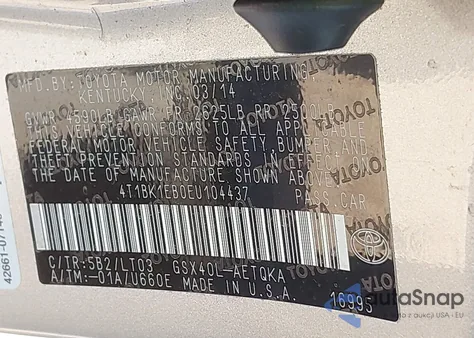 MFD.BY: TOYOTA MOTOR MANUFACTURING,
KENTUCKY, INC. 03/14
GVWR 4590LB GAWR FR 2625LB RR 2500LB
THIS VEHICLE CONFORMS TO ALL APPLICABLE
FEDERAL MOTOR VEHICLE SAFETY, BUMPER, AND
THEFT PREVENTION STANDARDS IN EFFECT ON
THE DATE OF MANUFACTURE SHOWN ABOVE.
4T1BK1EB0EU104437 PASS.CAR
C/TR:5B2/LT03 GSX40L-AETQKA
A/TM:-01A/U660E MADE IN U.S.A. 16995
TOYOTA
autoSnap